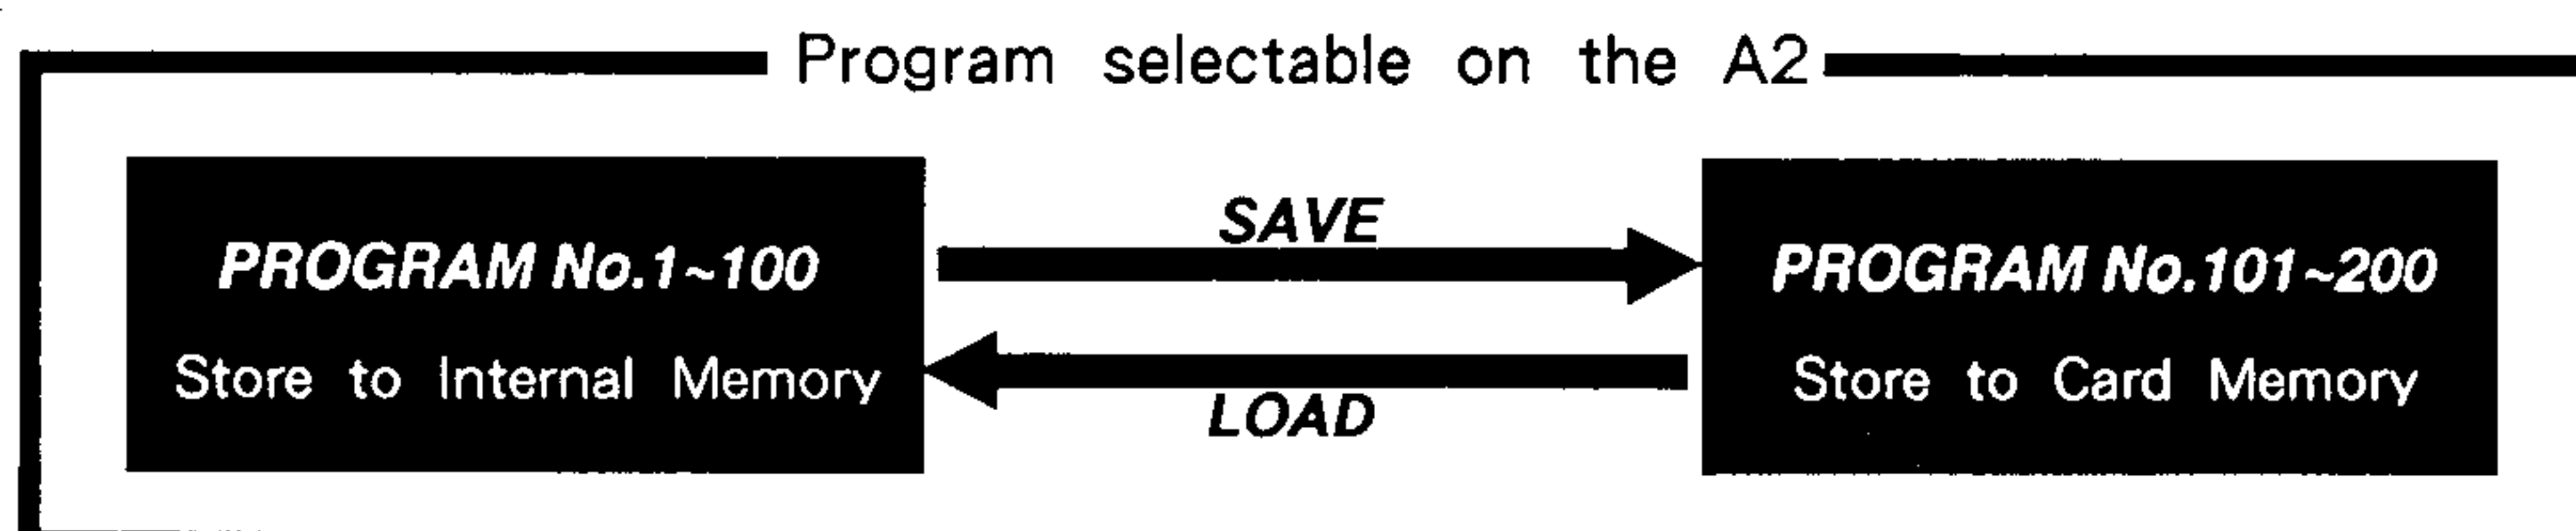 Program selectable on the A2
SAVE
PROGRAM No.1~100
PROGRAM No.101~200
Store to Internal Memory
Store to Card Memory
LOAD